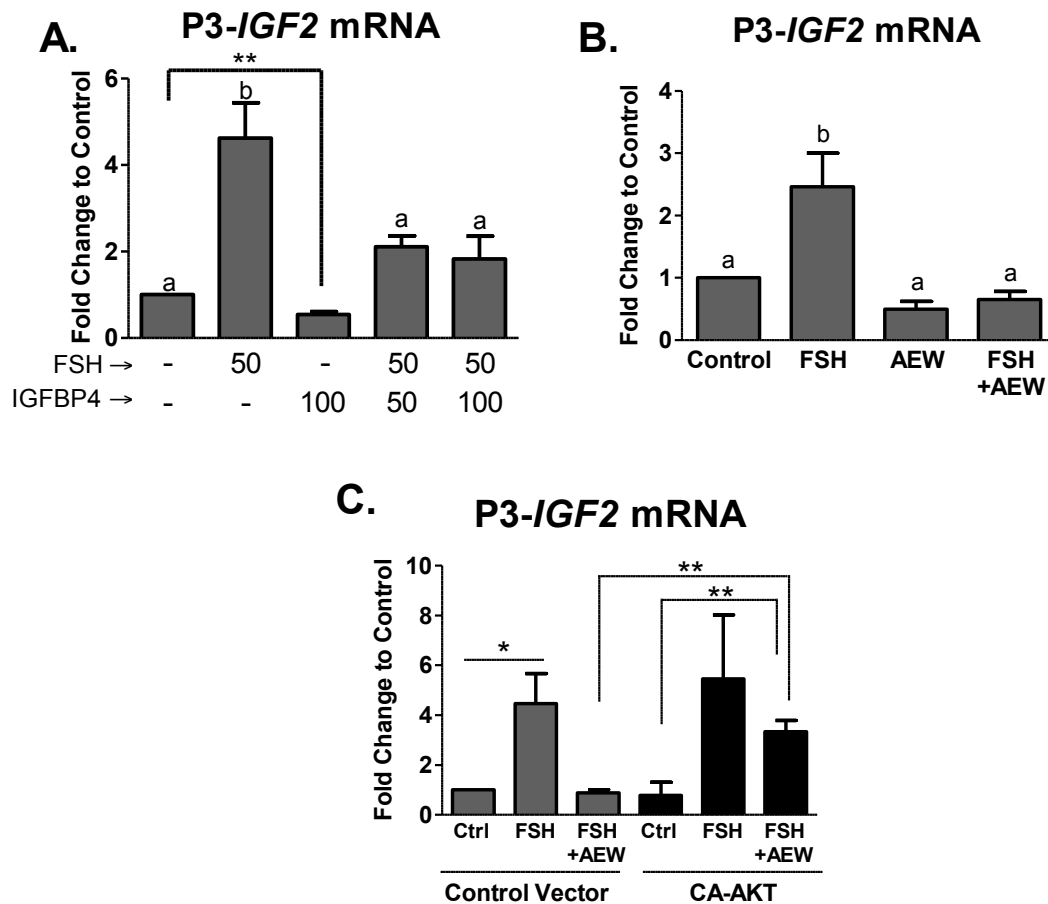 A.
P3-IGF2 mRNA
Fold Change to Control
6
4
2
0
**
a
b
a
a
FSH → - 50 - 50 50
IGFBP4 → - - 100 50 100
B.
P3-IGF2 mRNA
Fold Change to Control
4
3
2
1
0
a
b
a
a
Control FSH AEW FSH
+AEW
C.
P3-IGF2 mRNA
Fold Change to Control
10
8
6
4
2
0
*
**
**
Ctrl FSH FSH Ctrl FSH FSH
+AEW +AEW
Control Vector CA-AKT